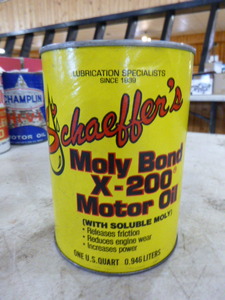 LUBRICATION SPECIALISTS
SINCE 1839
Schaeffer's
Moly Bond
X-200
Motor Oil
(WITH SOLUBLE MOLY)
• Releases friction
• Reduces engine wear
• Increases power
ONE U.S. QUART 0.946 LITERS
CHAMPLIN
MOTOR OIL